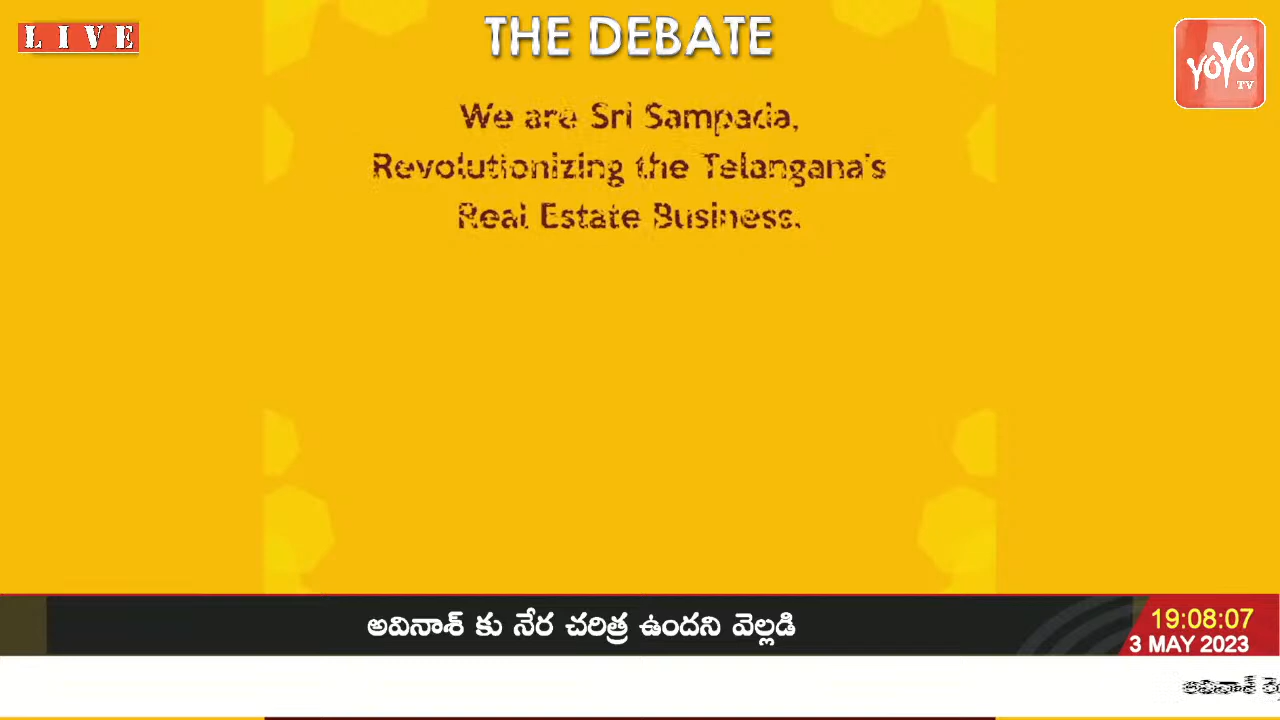 LIVE
THE DEBATE
YOYO
TV
We are Sri Sampada,
Revolutionizing the Telangana's
Real Estate Business.
అవినాశ్ కు నేర చరిత్ర ఉందని వెల్లడి
19:08:07
3 MAY 2023
అవినాశ్